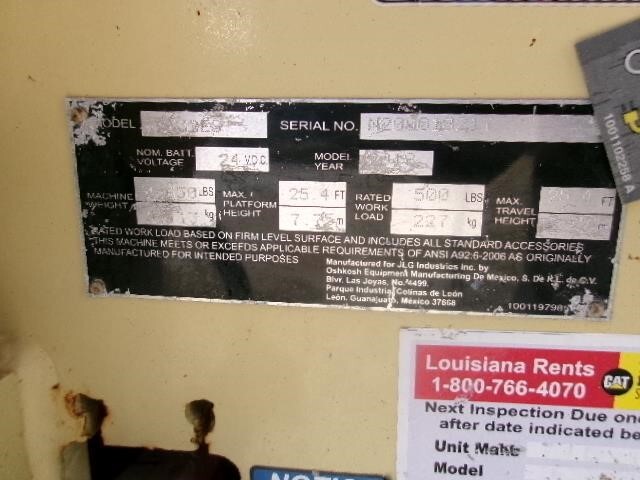 MODEL SERIAL NO.
NOM. BATT. VOLTAGE 24 V.D.C. MODEL YEAR
MACHINE WEIGHT LBS kg MAX. PLATFORM HEIGHT 25.4 FT 7.75 m RATED WORK LOAD 500 LBS 227 kg MAX. TRAVEL HEIGHT FT
RATED WORK LOAD BASED ON FIRM LEVEL SURFACE AND INCLUDES ALL STANDARD ACCESSORIES
THIS MACHINE MEETS OR EXCEEDS APPLICABLE REQUIREMENTS OF ANSI A92.6-2006 AS ORIGINALLY
MANUFACTURED FOR INTENDED PURPOSES
Manufactured for JLG Industries Inc. by
Oshkosh Equipment Manufacturing De Mexico, S. De R.L. de C.V.
Blvr. Las Joyas, No. 4499.
Parque Industrial Colinas de León
León. Guanajuato, México 37668
1001102256 A
Louisiana Rents
1-800-766-4070
CAT
Next Inspection Due on
after date indicated be
Unit Make
Model